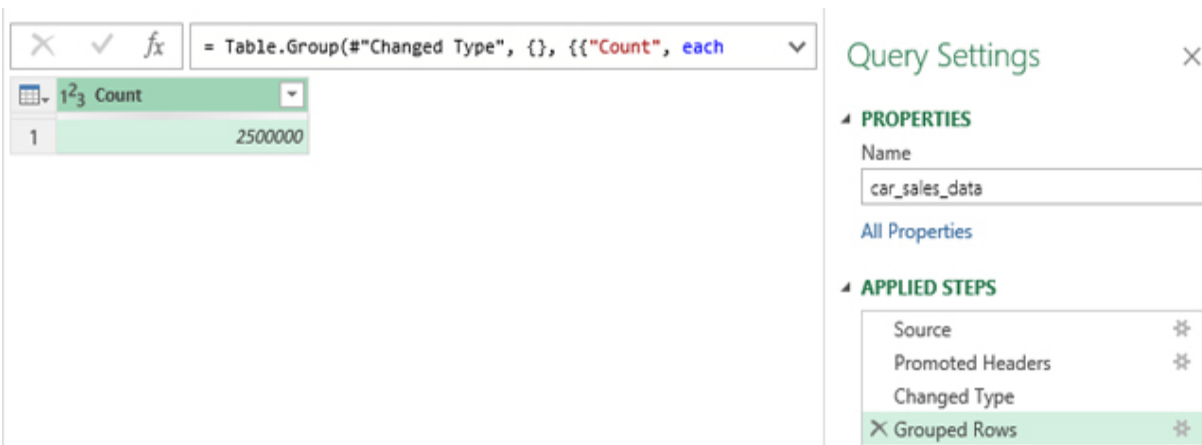 fx = Table.Group(#"Changed Type", {}, {{"Count", each
1²3 Count
1 2500000
Query Settings
PROPERTIES
Name
car_sales_data
All Properties
APPLIED STEPS
Source
Promoted Headers
Changed Type
Grouped Rows